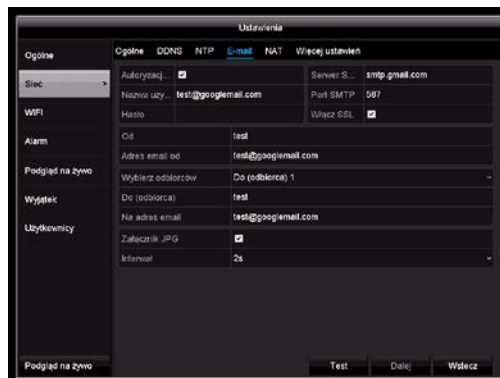 Ustawienia
Ogólne
Sieć
WIFI
Alarm
Podgląd na żywo
Wyjątek
Użytkownicy
Podgląd na żywo
Ogólne DDNS NTP E-mail NAT Więcej ustawień
Autoryzacj... Serwer S... smtp.gmail.com
Nazwa uży... test@googlemail.com Port SMTP 587
Hasło Włącz SSL
Od test
Adres email od test@googlemail.com
Wybierz odbiorców Do (odbiorca) 1
Do (odbiorca) test
Na adres email test@googlemail.com
Załącznik JPG
Interwał 2s
Test Dalej Wstecz